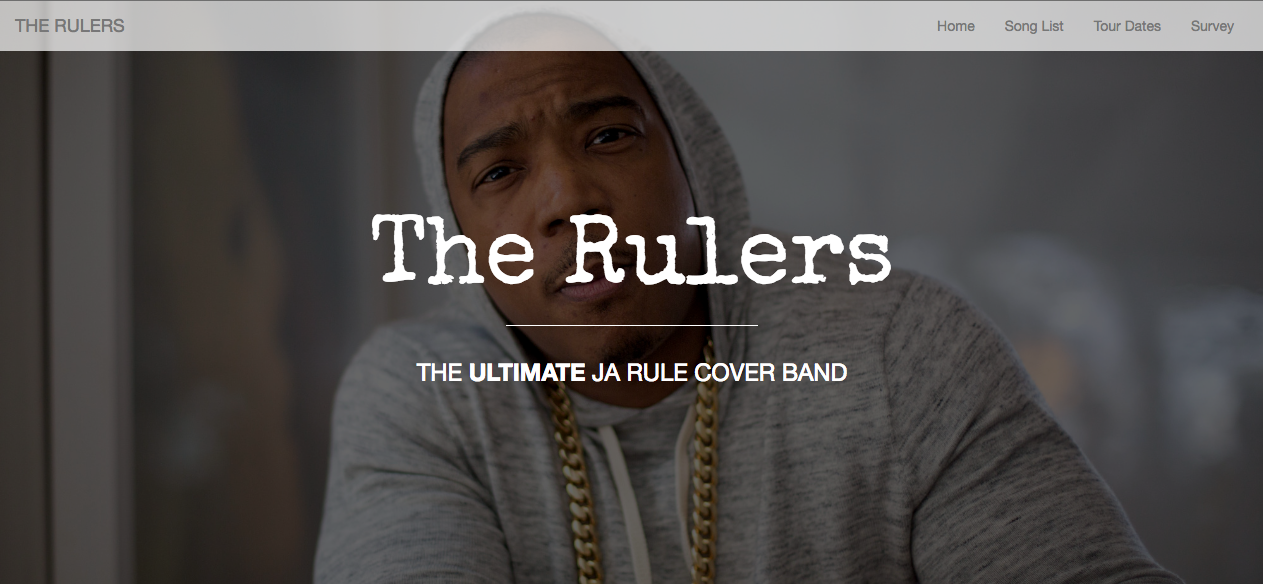 THE RULERS
Home Song List Tour Dates Survey
The Rulers
THE ULTIMATE JA RULE COVER BAND